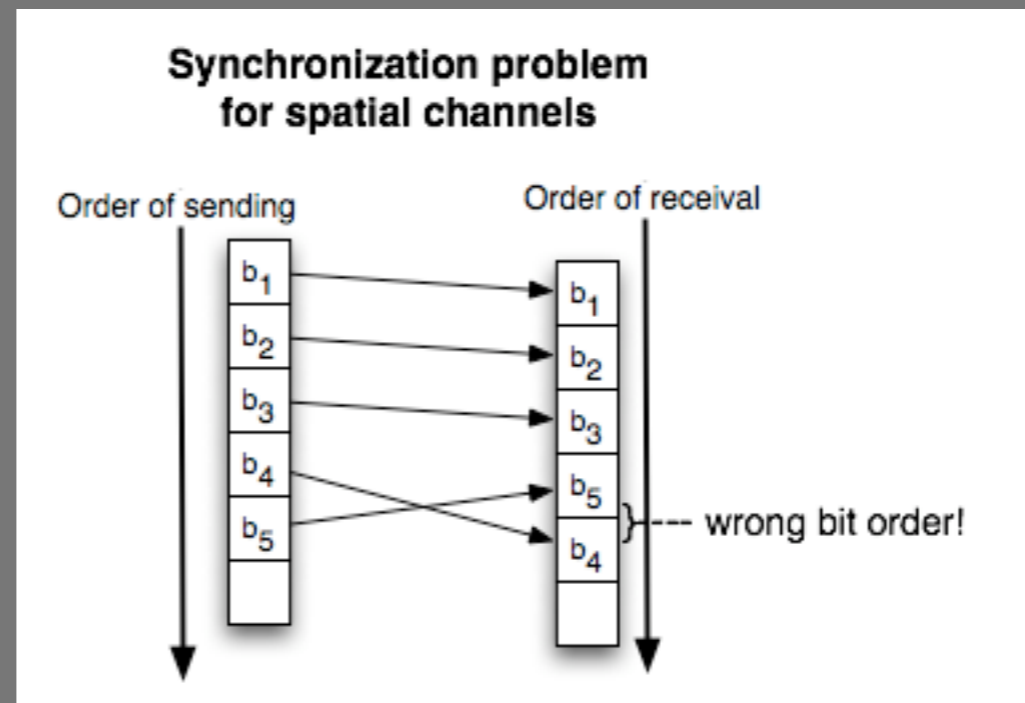 Synchronization problem
for spatial channels
Order of sending
Order of receival
b1
b2
b3
b4
b5
b1
b2
b3
b5
b4
wrong bit order!